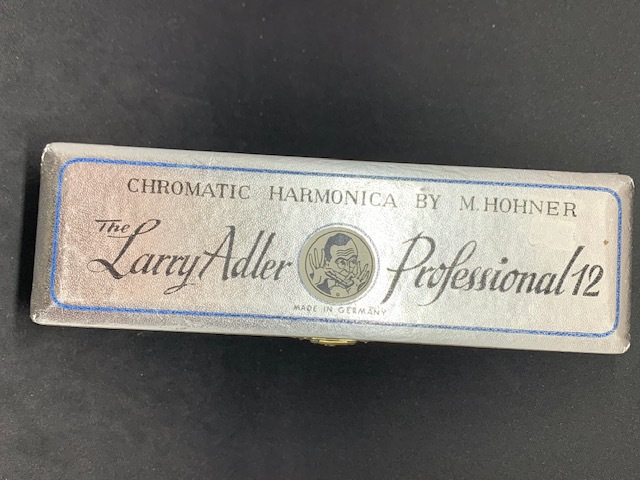 CHROMATIC HARMONICA BY M. HOHNER
The Larry Adler Professional 12
MADE IN GERMANY